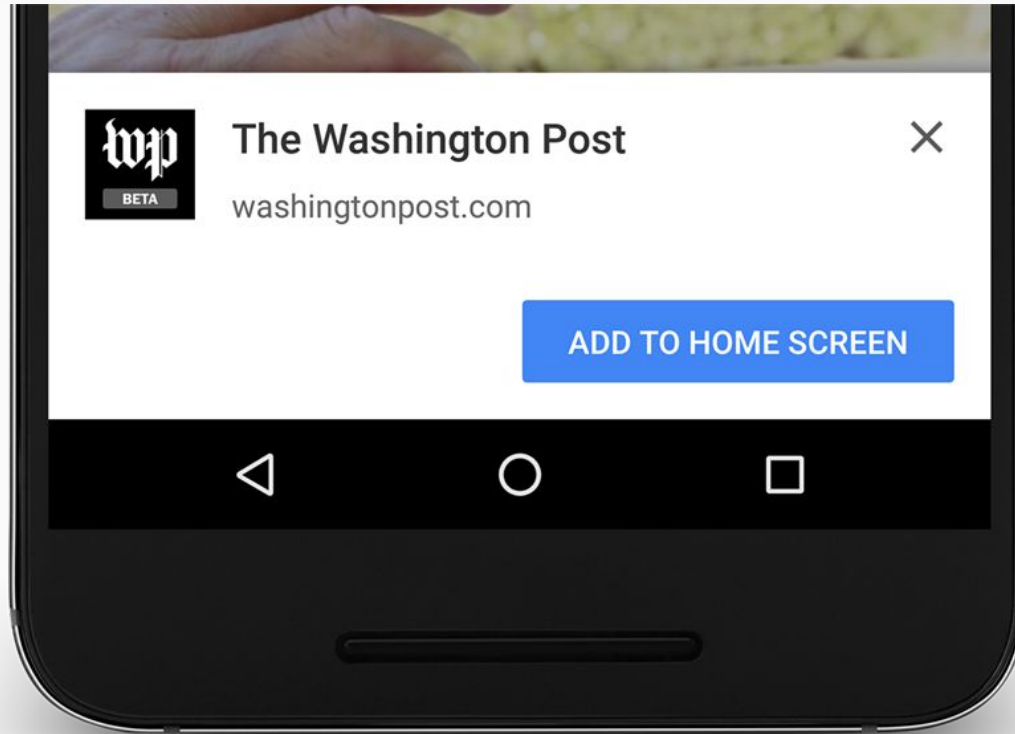 wp
BETA
The Washington Post
washingtonpost.com
ADD TO HOME SCREEN